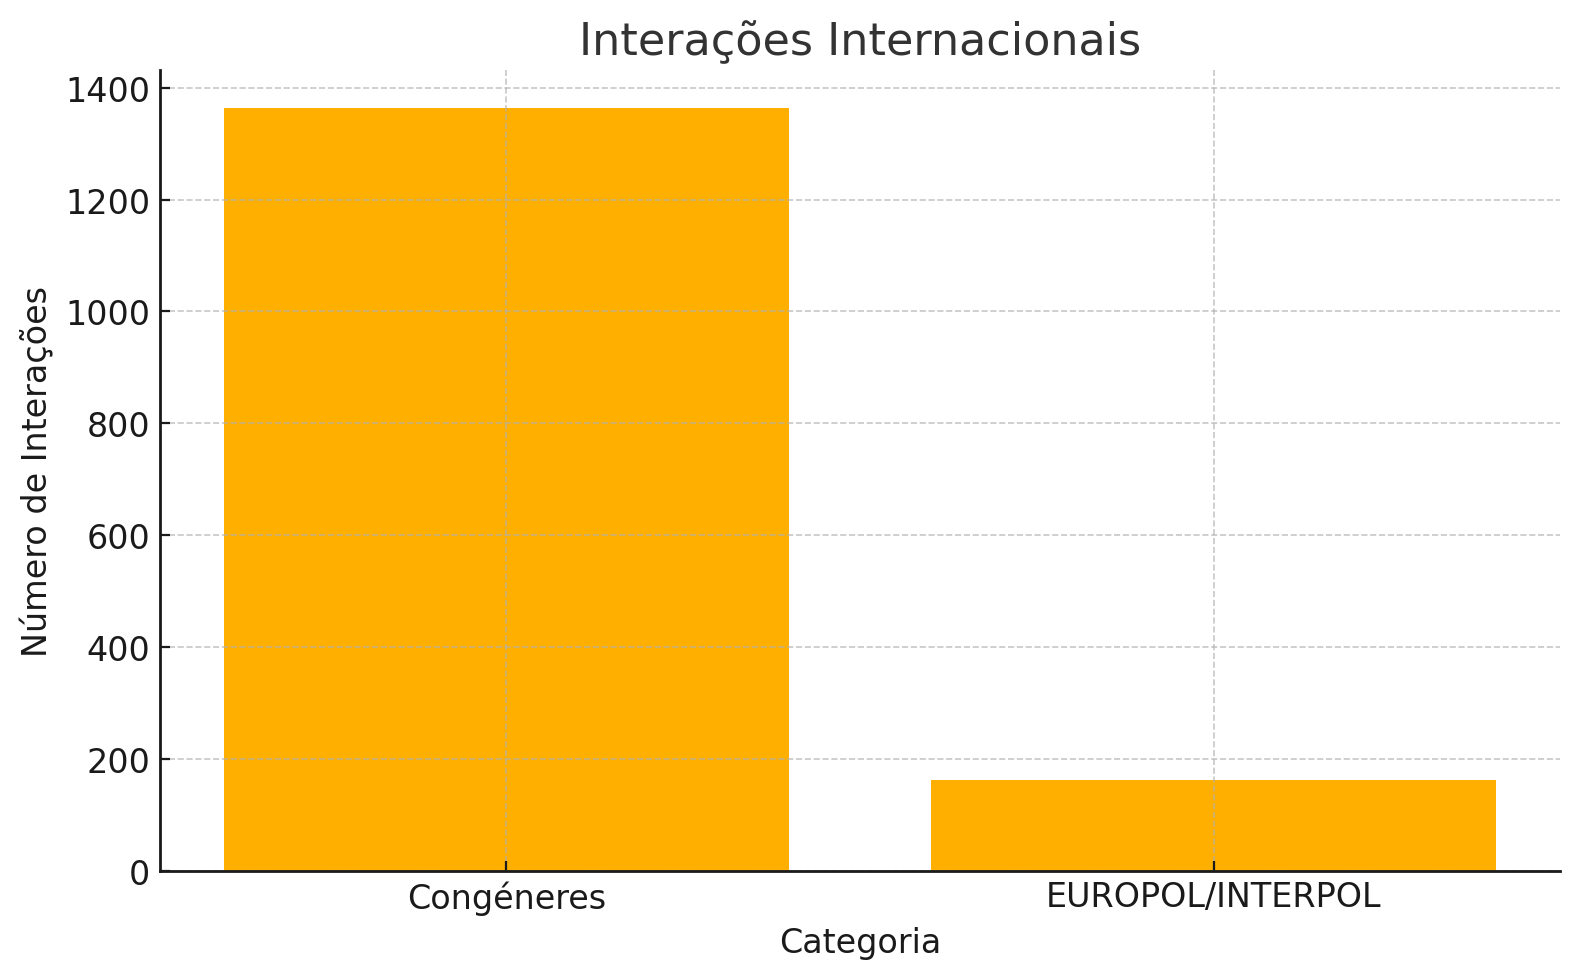 Interações Internacionais
Número de Interações
1400
1200
1000
800
600
400
200
0
Congéneres
EUROPOL/INTERPOL
Categoria